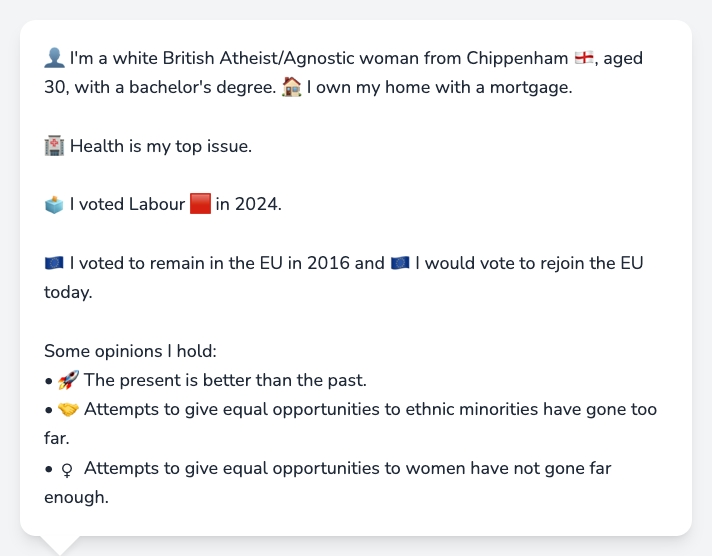 👤 I'm a white British Atheist/Agnostic woman from Chippenham 🏴󠁧󠁢󠁥󠁮󠁧󠁿, aged
30, with a bachelor's degree. 🏠 I own my home with a mortgage.
🏥 Health is my top issue.
🗳️ I voted Labour 🟥 in 2024.
🇪🇺 I voted to remain in the EU in 2016 and 🇪🇺 I would vote to rejoin the EU
today.
Some opinions I hold:
• 🚀 The present is better than the past.
• 🤝 Attempts to give equal opportunities to ethnic minorities have gone too
far.
• ♀ Attempts to give equal opportunities to women have not gone far
enough.